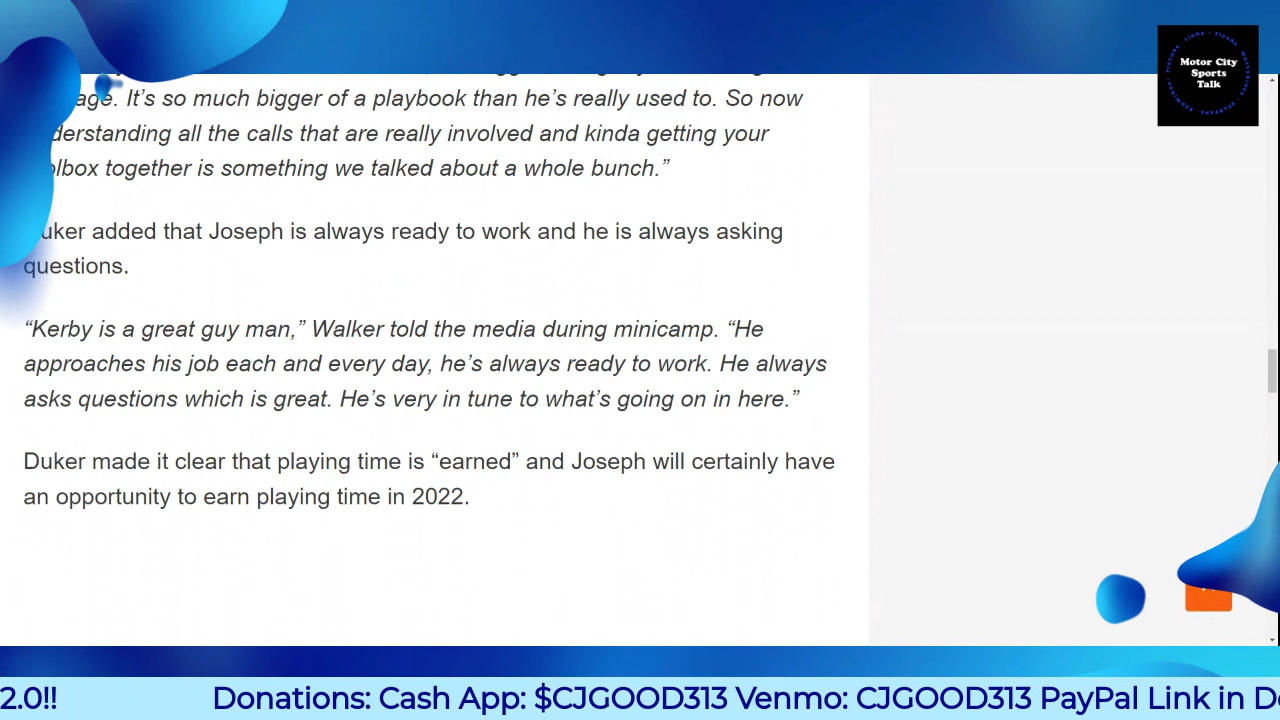 age. It’s so much bigger of a playbook than he’s really used to. So now
derstanding all the calls that are really involved and kinda getting your
olbox together is something we talked about a whole bunch.”
uker added that Joseph is always ready to work and he is always asking
questions.
“Kerby is a great guy man,” Walker told the media during minicamp. “He
approaches his job each and every day, he’s always ready to work. He always
asks questions which is great. He’s very in tune to what’s going on in here.”
Duker made it clear that playing time is “earned” and Joseph will certainly have
an opportunity to earn playing time in 2022.
Motor City
Sports
Talk
LIONS • TIGERS
PISTONS
WOLVERINES
SPARTANS
REDWINGS
2.0!! Donations: Cash App: $CJGOOD313 Venmo: CJGOOD313 PayPal Link in De